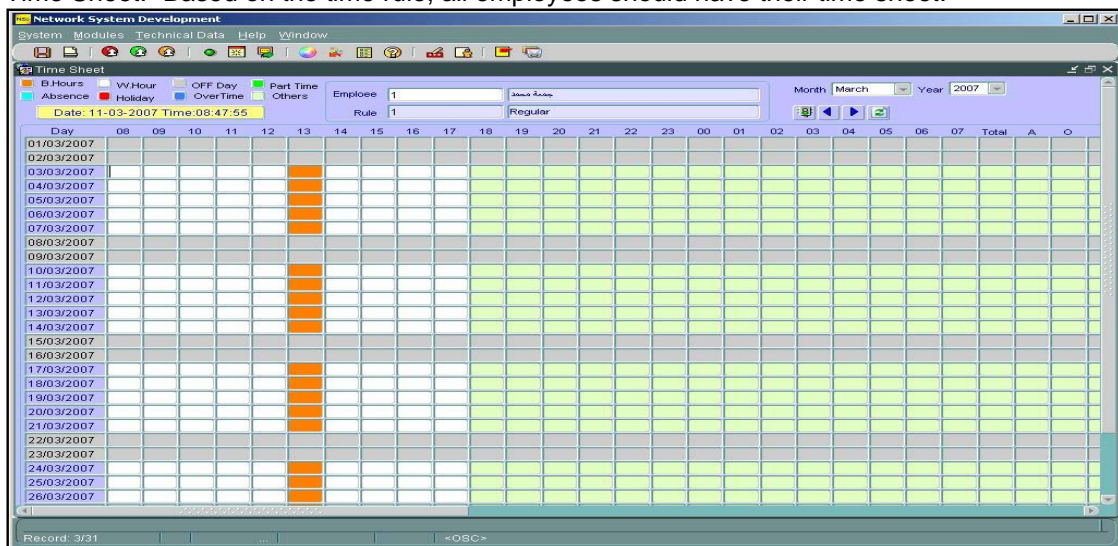 Time Sheet: Based on the time rule, all employees should have their time sheet.
Network System Development
System Modules Technical Data Help Window
Time Sheet
B.Hours W.Hour OFF Day Part Time
Absence Holiday OverTime Others
Date: 11-03-2007 Time:08:47:55
Emploee 1 جمعة محمد
Rule 1 Regular
Month March Year 2007
Day 08 09 10 11 12 13 14 15 16 17 18 19 20 21 22 23 00 01 02 03 04 05 06 07 Total A O
01/03/2007
02/03/2007
03/03/2007
04/03/2007
05/03/2007
06/03/2007
07/03/2007
08/03/2007
09/03/2007
10/03/2007
11/03/2007
12/03/2007
13/03/2007
14/03/2007
15/03/2007
16/03/2007
17/03/2007
18/03/2007
19/03/2007
20/03/2007
21/03/2007
22/03/2007
23/03/2007
24/03/2007
25/03/2007
26/03/2007
Record: 3/31 ... <OSC>